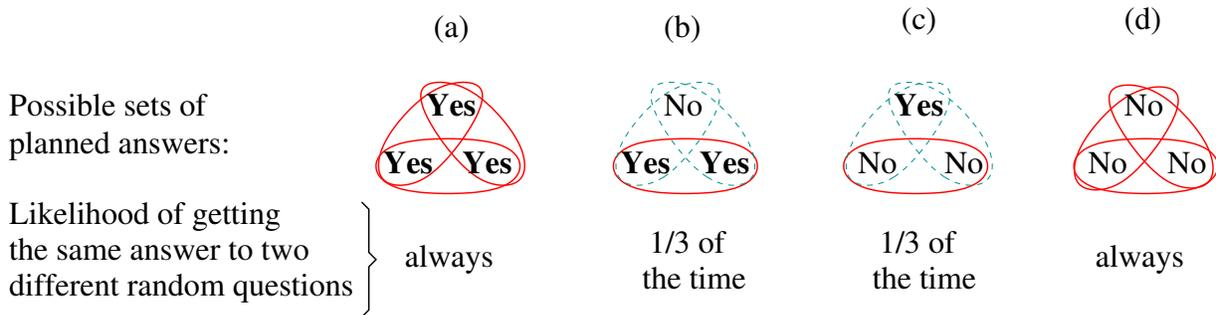 (a) (b) (c) (d)
Possible sets of
planned answers:
Yes No Yes No
Yes Yes Yes Yes No No No No
Likelihood of getting
the same answer to two
different random questions
always
1/3 of
the time
1/3 of
the time
always